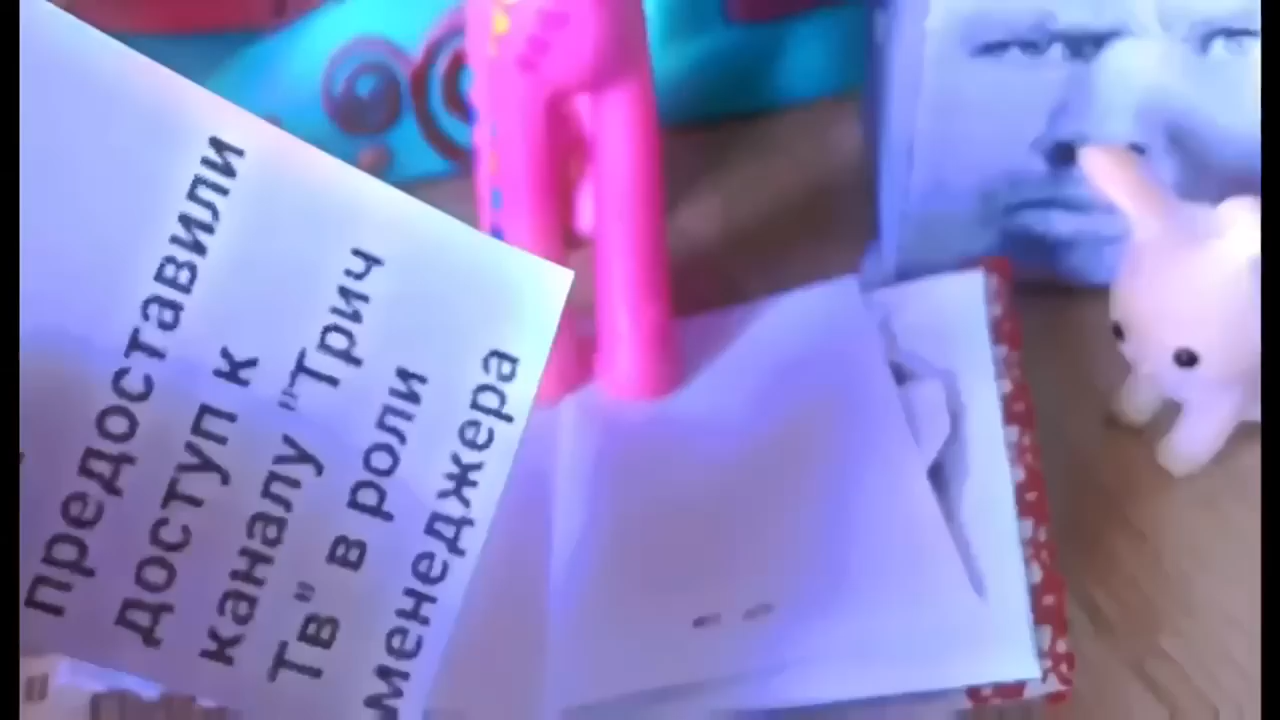 предоставили
доступ к
каналу "Трич
Тв" в роли
менеджера